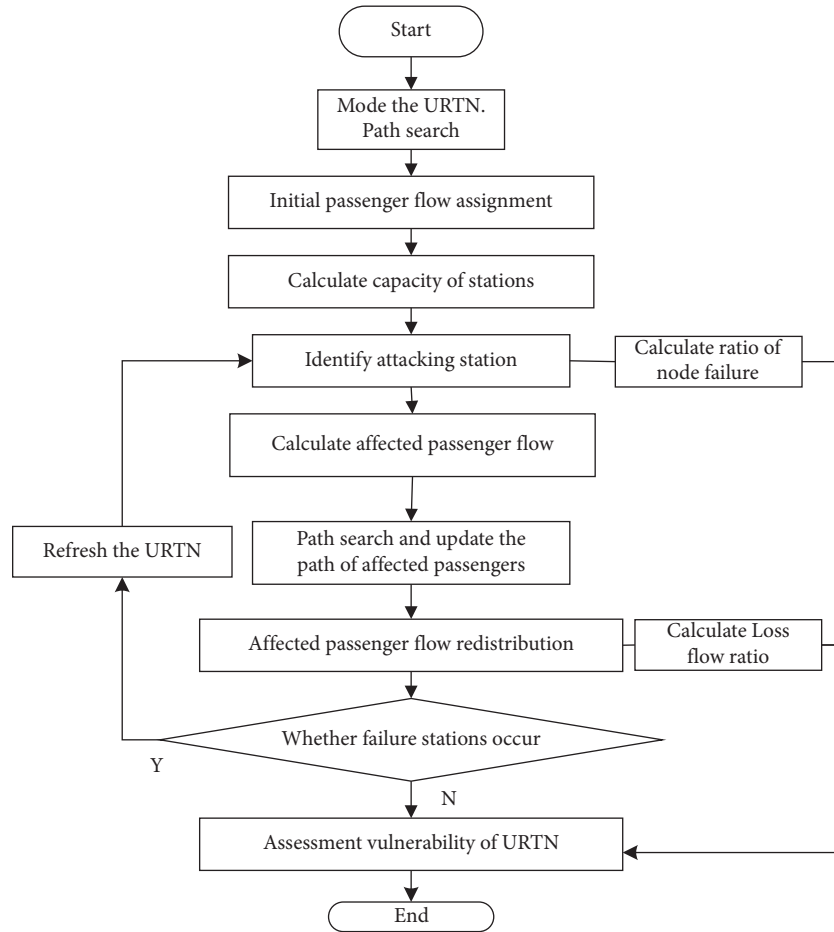 Start
Mode the URTN.
Path search
Initial passenger flow assignment
Calculate capacity of stations
Identify attacking station
Calculate ratio of
node failure
Calculate affected passenger flow
Refresh the URTN
Path search and update the
path of affected passengers
Affected passenger flow redistribution
Calculate Loss
flow ratio
Whether failure stations occur
Y
N
Assessment vulnerability of URTN
End